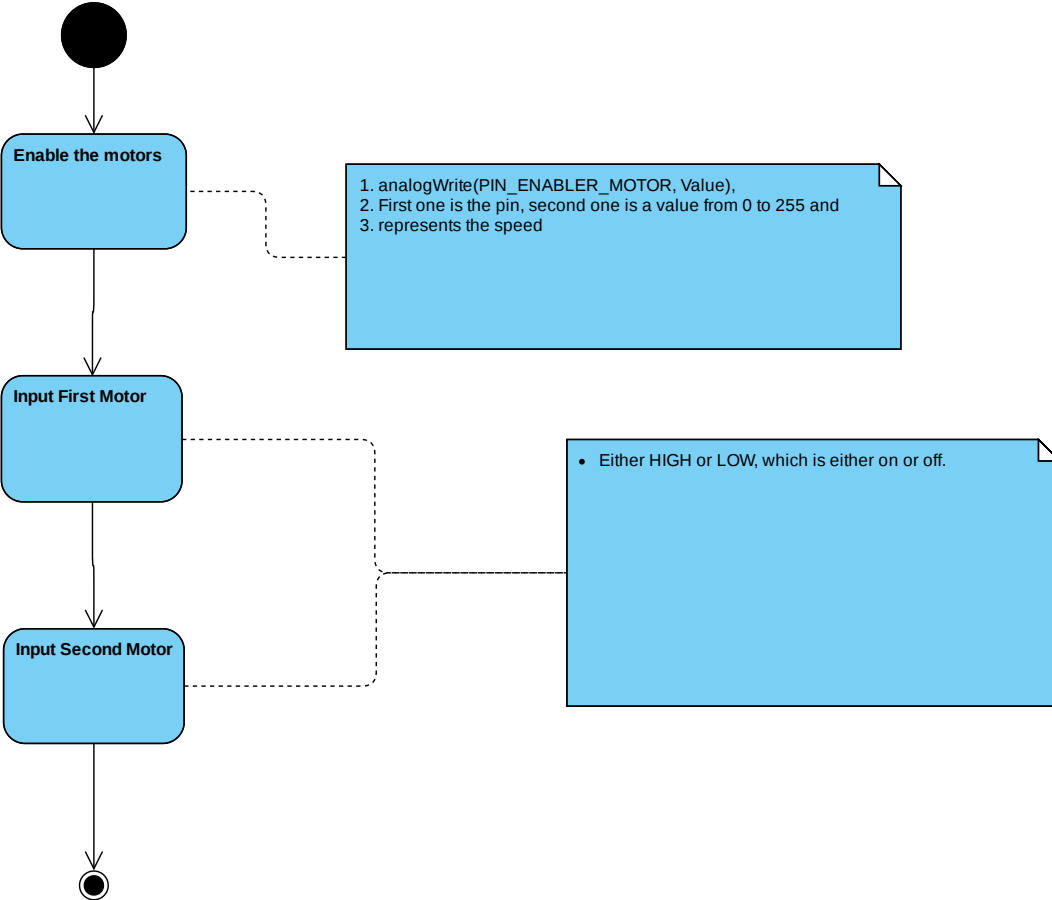 Enable the motors
1. analogWrite(PIN_ENABLER_MOTOR, Value),
2. First one is the pin, second one is a value from 0 to 255 and
3. represents the speed
Input First Motor
• Either HIGH or LOW, which is either on or off.
Input Second Motor